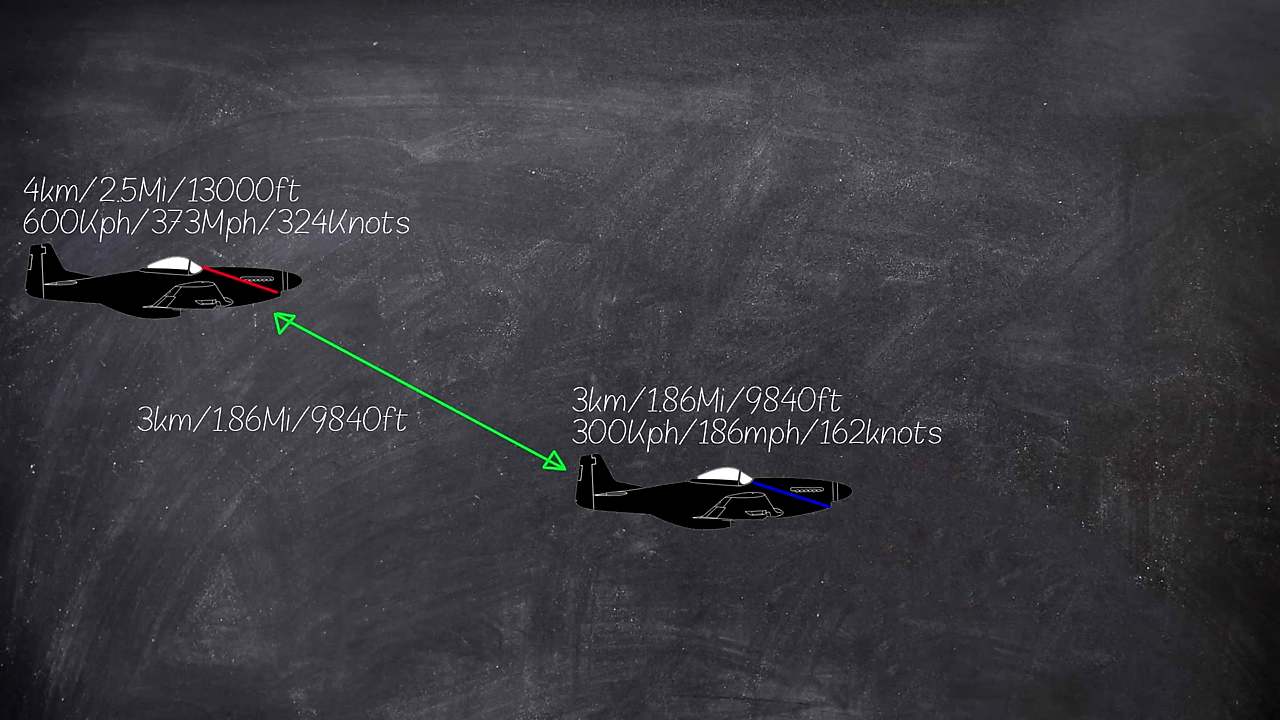 4km/2.5Mi/13000ft
600Kph/373Mph/324Knots
3km/1.86Mi/9840ft
300Kph/186mph/162knots
3km/1.86Mi/9840ft